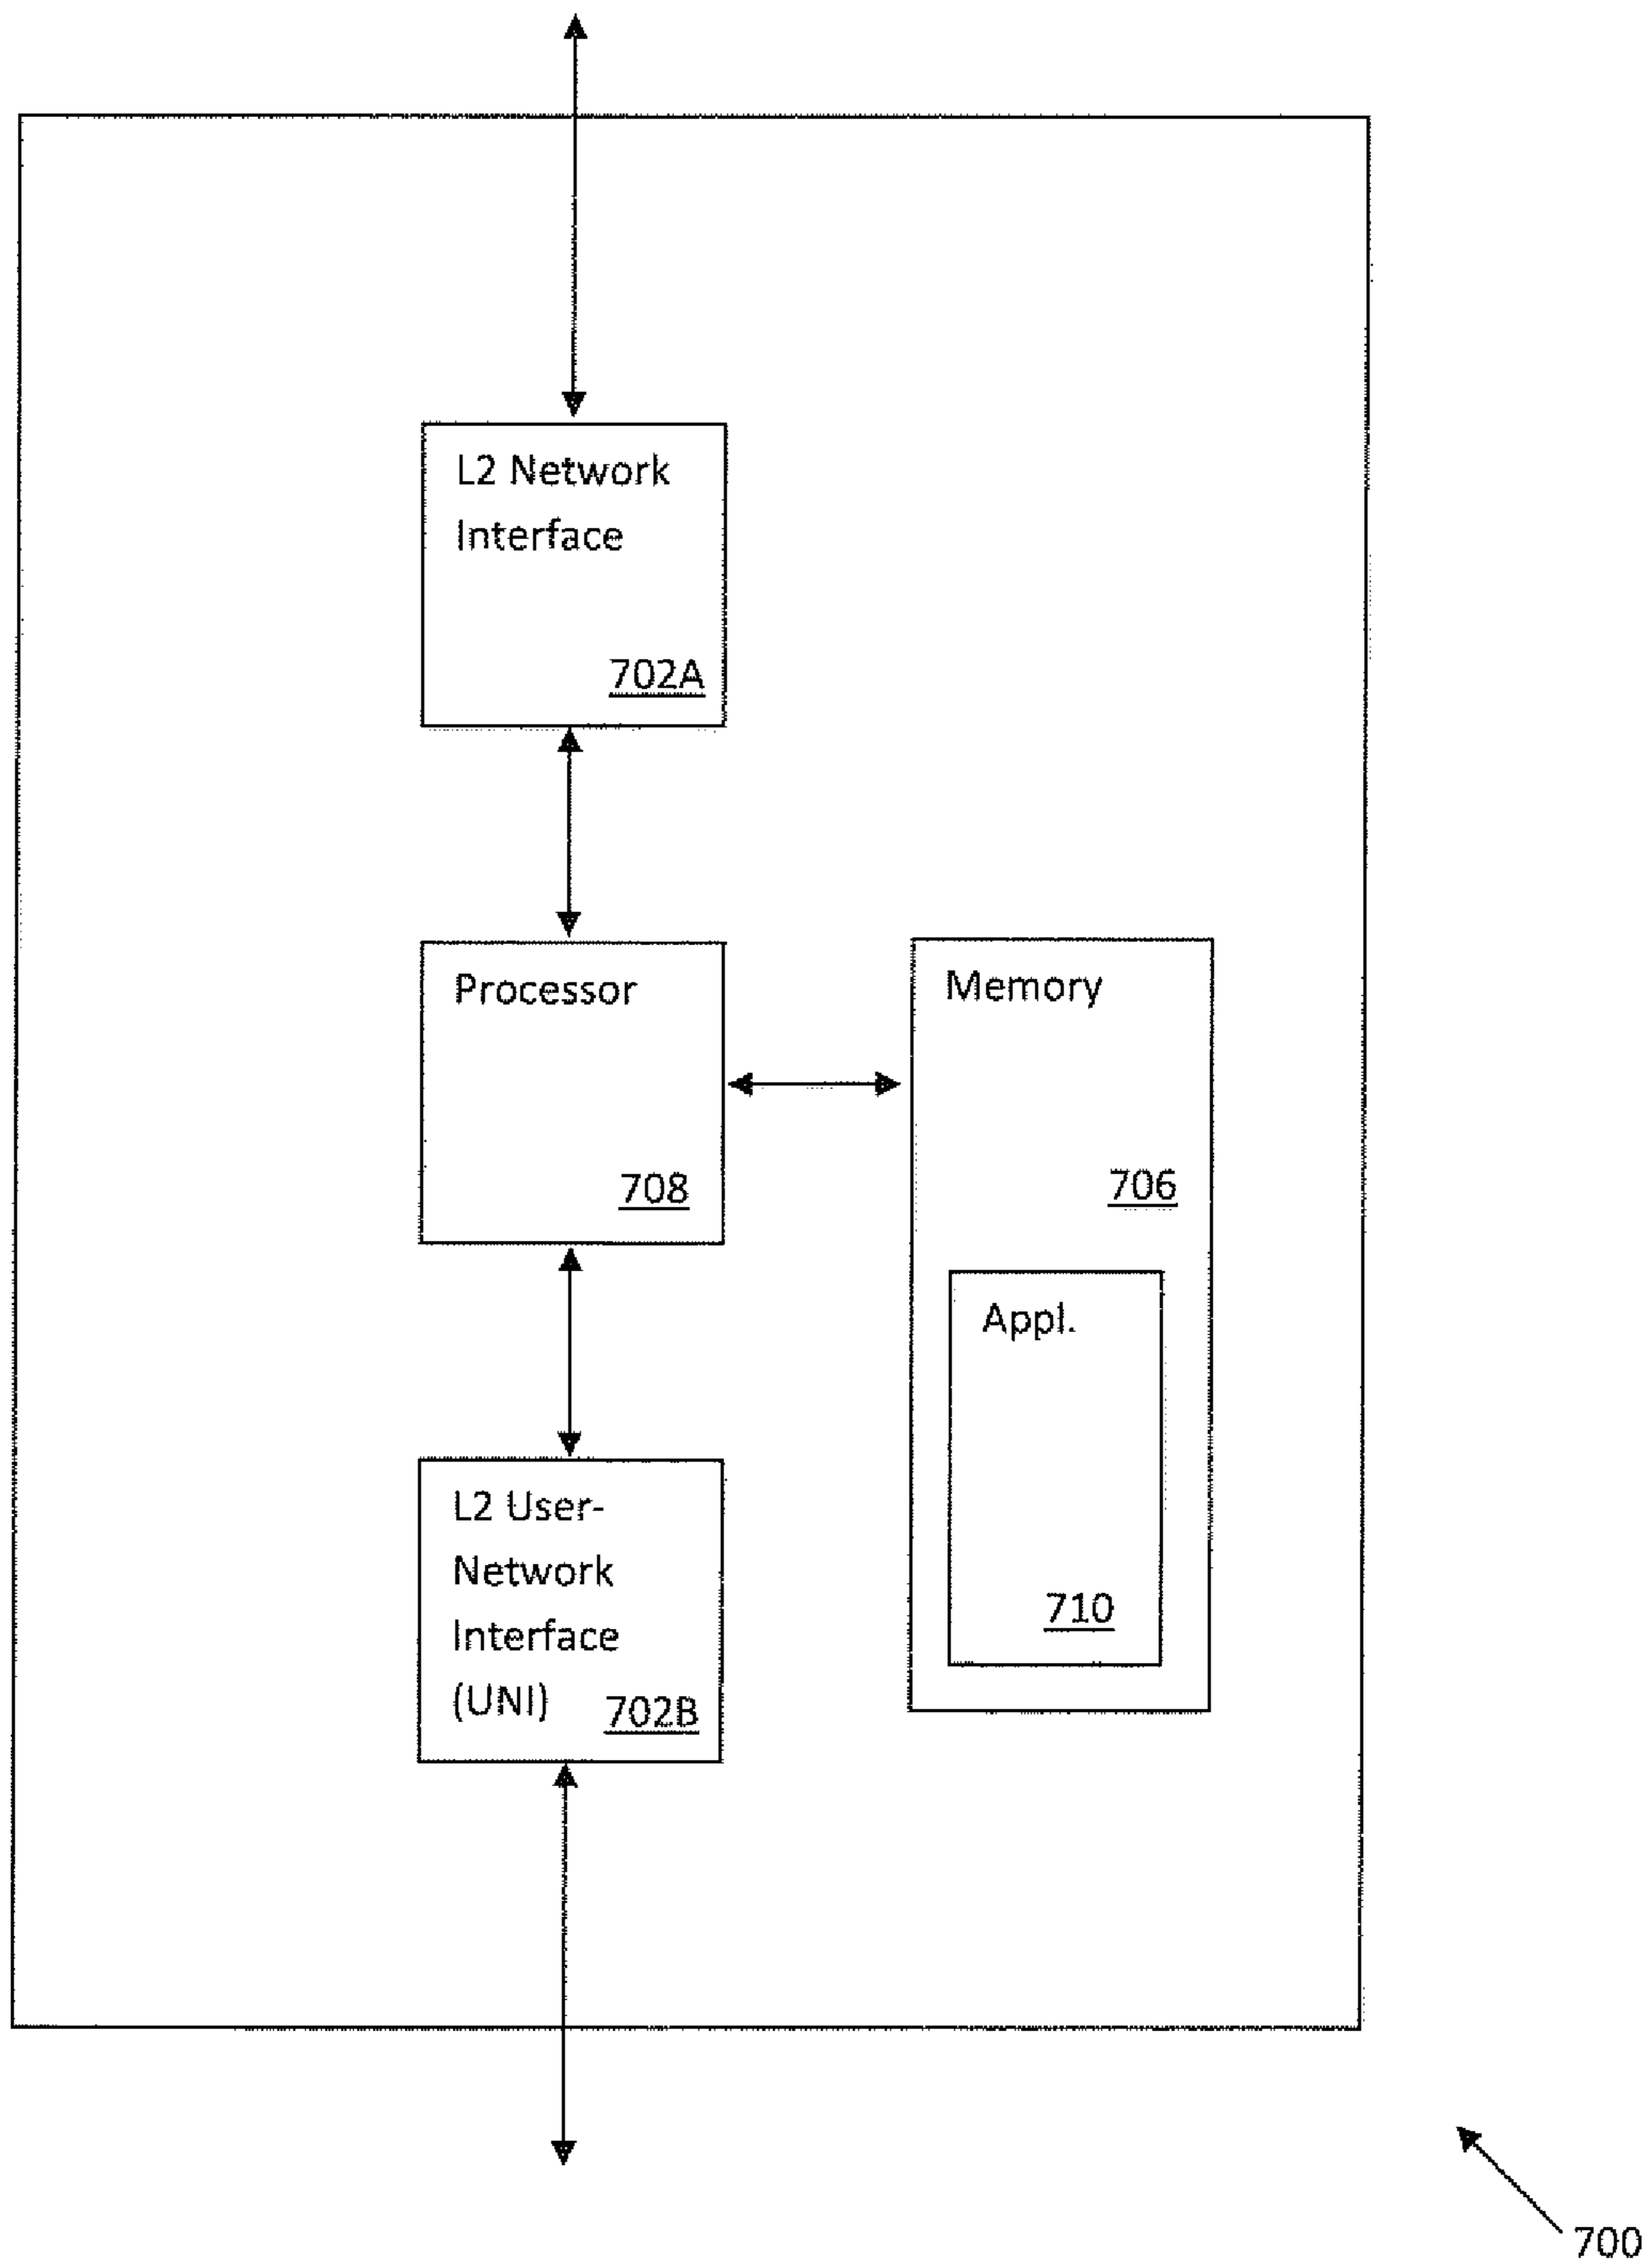 L2 Network
Interface
702A
Processor
708
Memory
706
Appl.
710
L2 User-
Network
Interface
(UNI)
702B
700